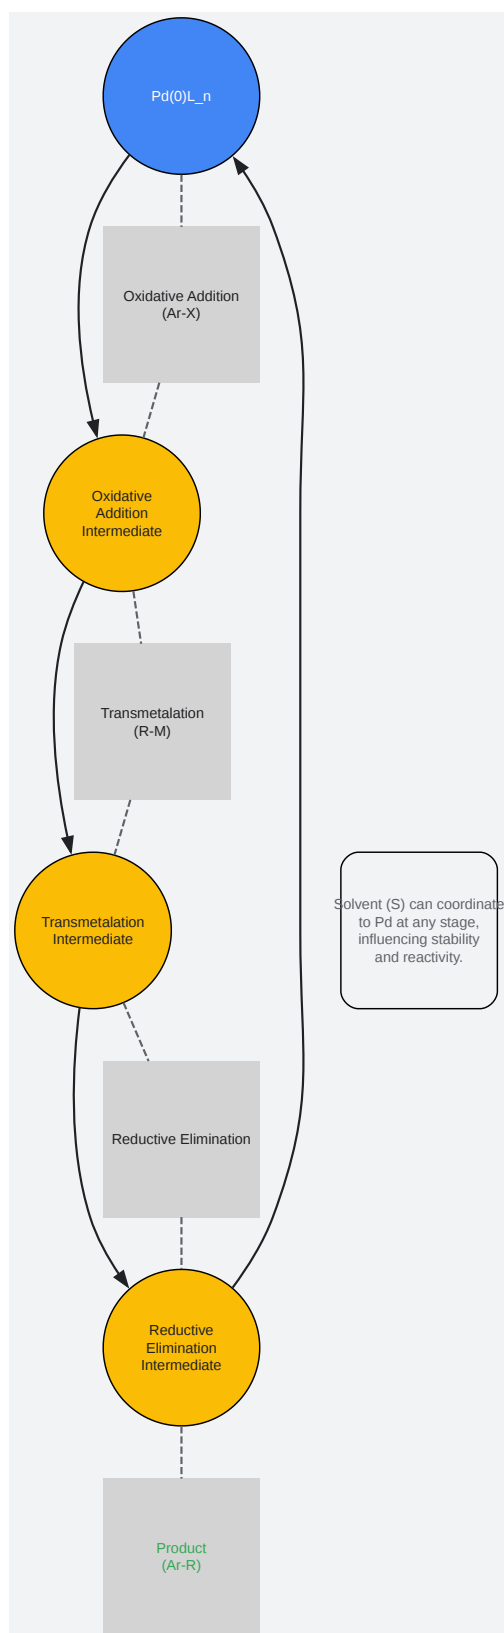 Pd(0)L_n
Oxidative Addition
(Ar-X)
Oxidative
Addition
Intermediate
Transmetalation
(R-M)
Transmetalation
Intermediate
Solvent (S) can coordinate
to Pd at any stage,
influencing stability
and reactivity.
Reductive Elimination
Reductive
Elimination
Intermediate
Product
(Ar-R)